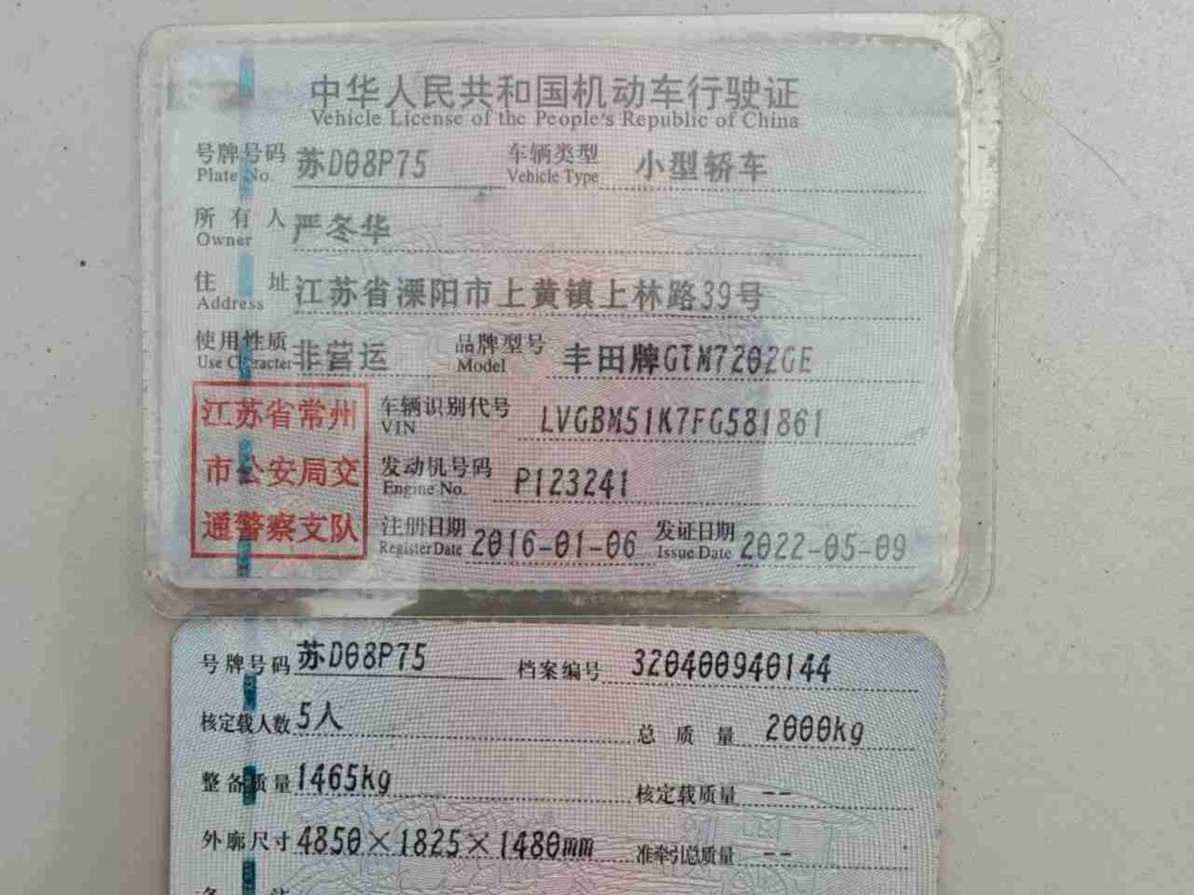 中华人民共和国机动车行驶证
Vehicle License of the People's Republic of China
号牌号码 苏D08P75 车辆类型 小型轿车
Plate No. Vehicle Type
所有人 严冬华
Owner
住址 江苏省溧阳市上黄镇上林路39号
Address
使用性质 非营运 品牌型号 丰田牌GTM7202GE
Use Character Model
江苏省常州
市公安局交
通警察支队
车辆识别代号 LVGBM51K7FG581861
VIN
发动机号码 P123241
Engine No.
注册日期 2016-01-06 发证日期 2022-05-09
Register Date Issue Date
号牌号码 苏D08P75 档案编号 320400940144
核定载人数 5人 总质量 2000kg
整备质量 1465kg 核定载质量 --
外廓尺寸 4850×1825×1480mm 准牵引总质量 --